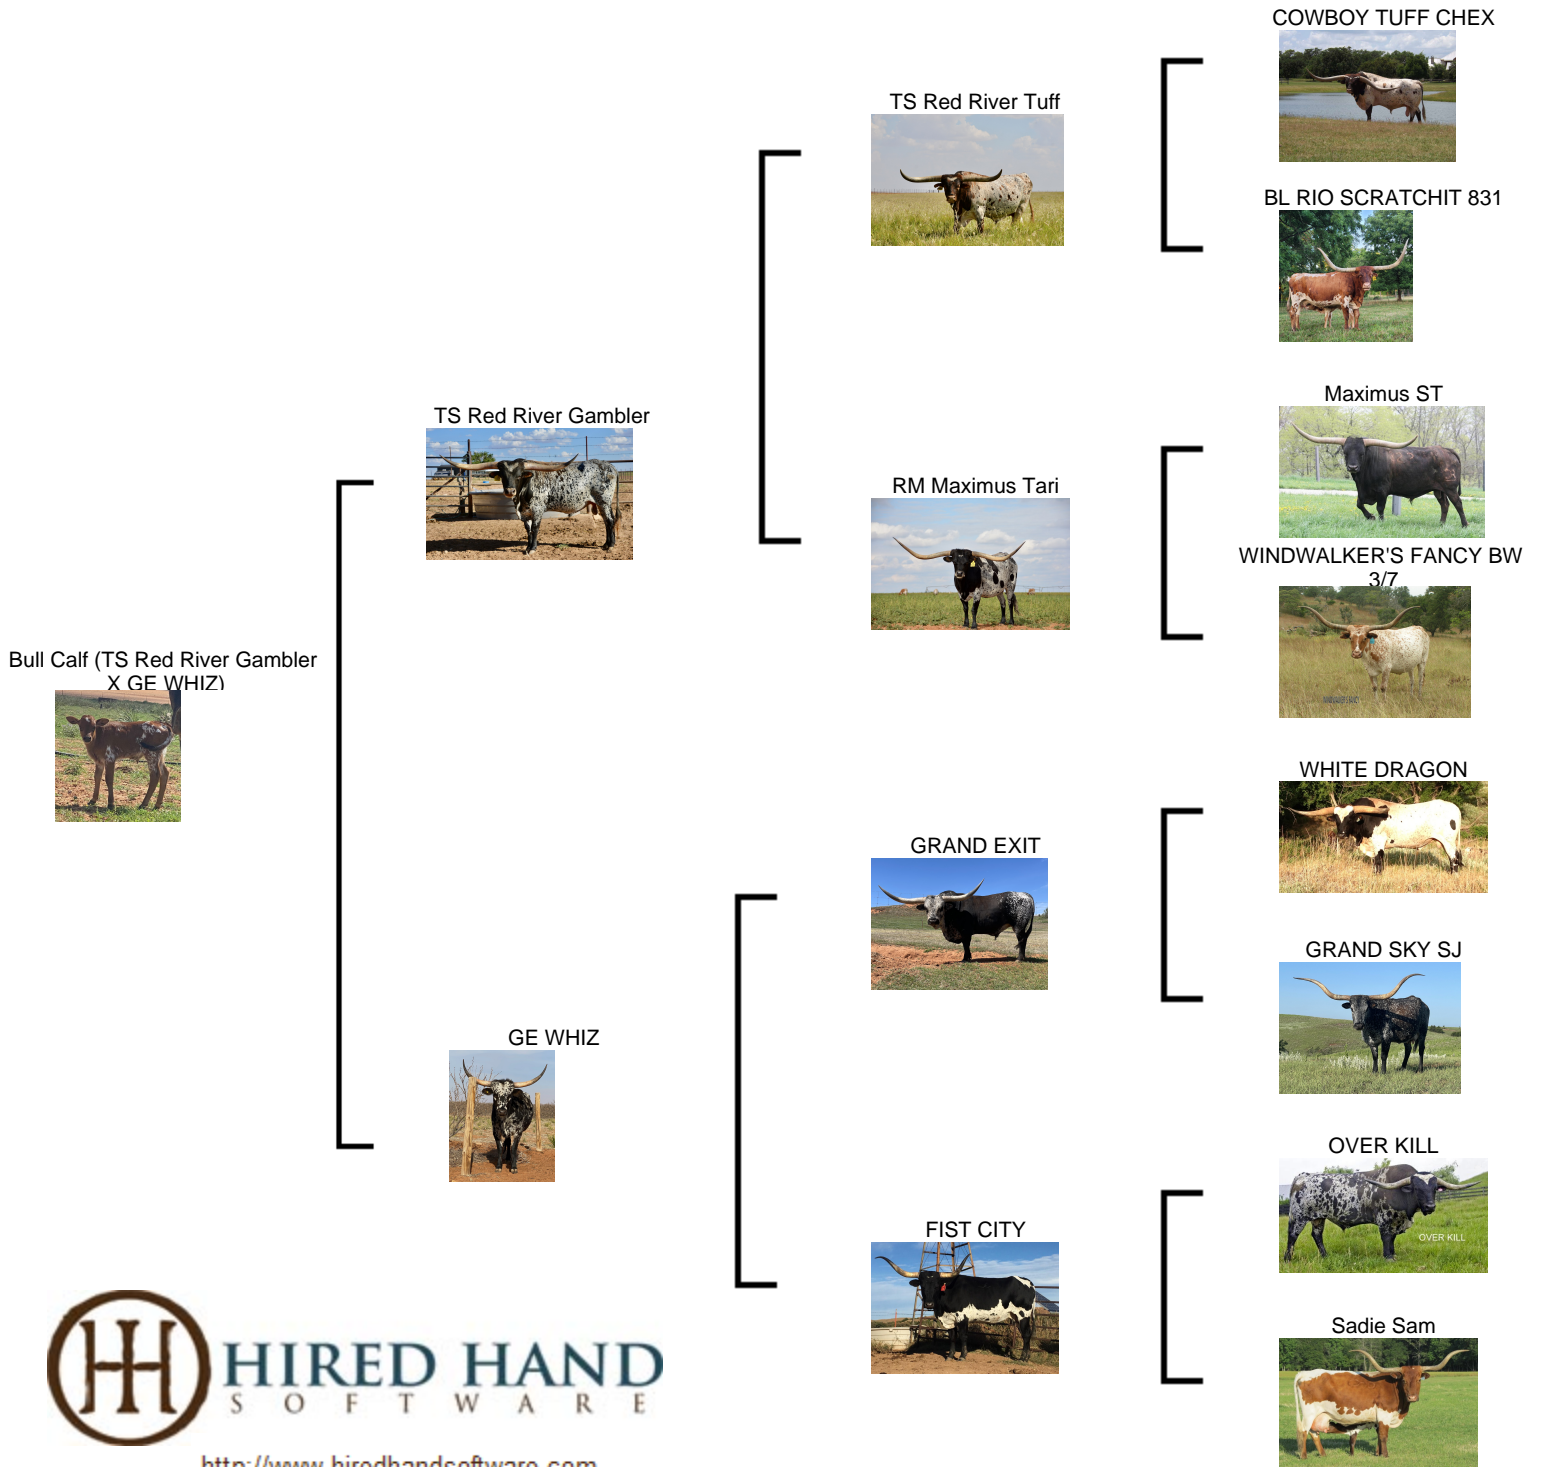 COWBOY TUFF CHEX
TS Red River Tuff
BL RIO SCRATCHIT 831
Maximus ST
TS Red River Gambler
RM Maximus Tari
WINDWALKER'S FANCY BW
3/7
Bull Calf (TS Red River Gambler
X GE WHIZ)
WHITE DRAGON
GRAND EXIT
GRAND SKY SJ
GE WHIZ
OVER KILL
OVER KILL
FIST CITY
Sadie Sam
HIRED HAND
SOFTWARE
http://www.hiredhandsoftware.com